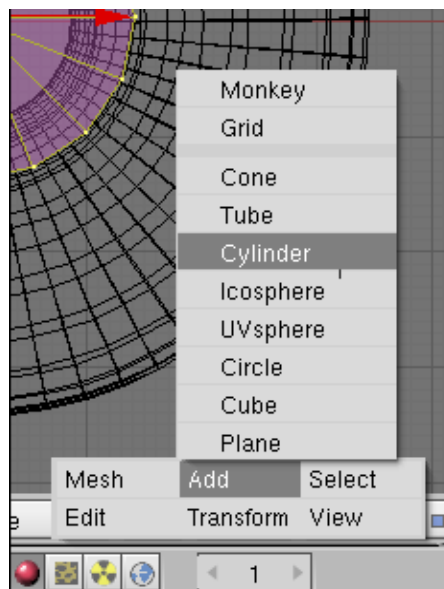 Monkey
Grid
Cone
Tube
Cylinder
Icosphere
UVsphere
Circle
Cube
Plane
Mesh Add Select
Edit Transform View
1